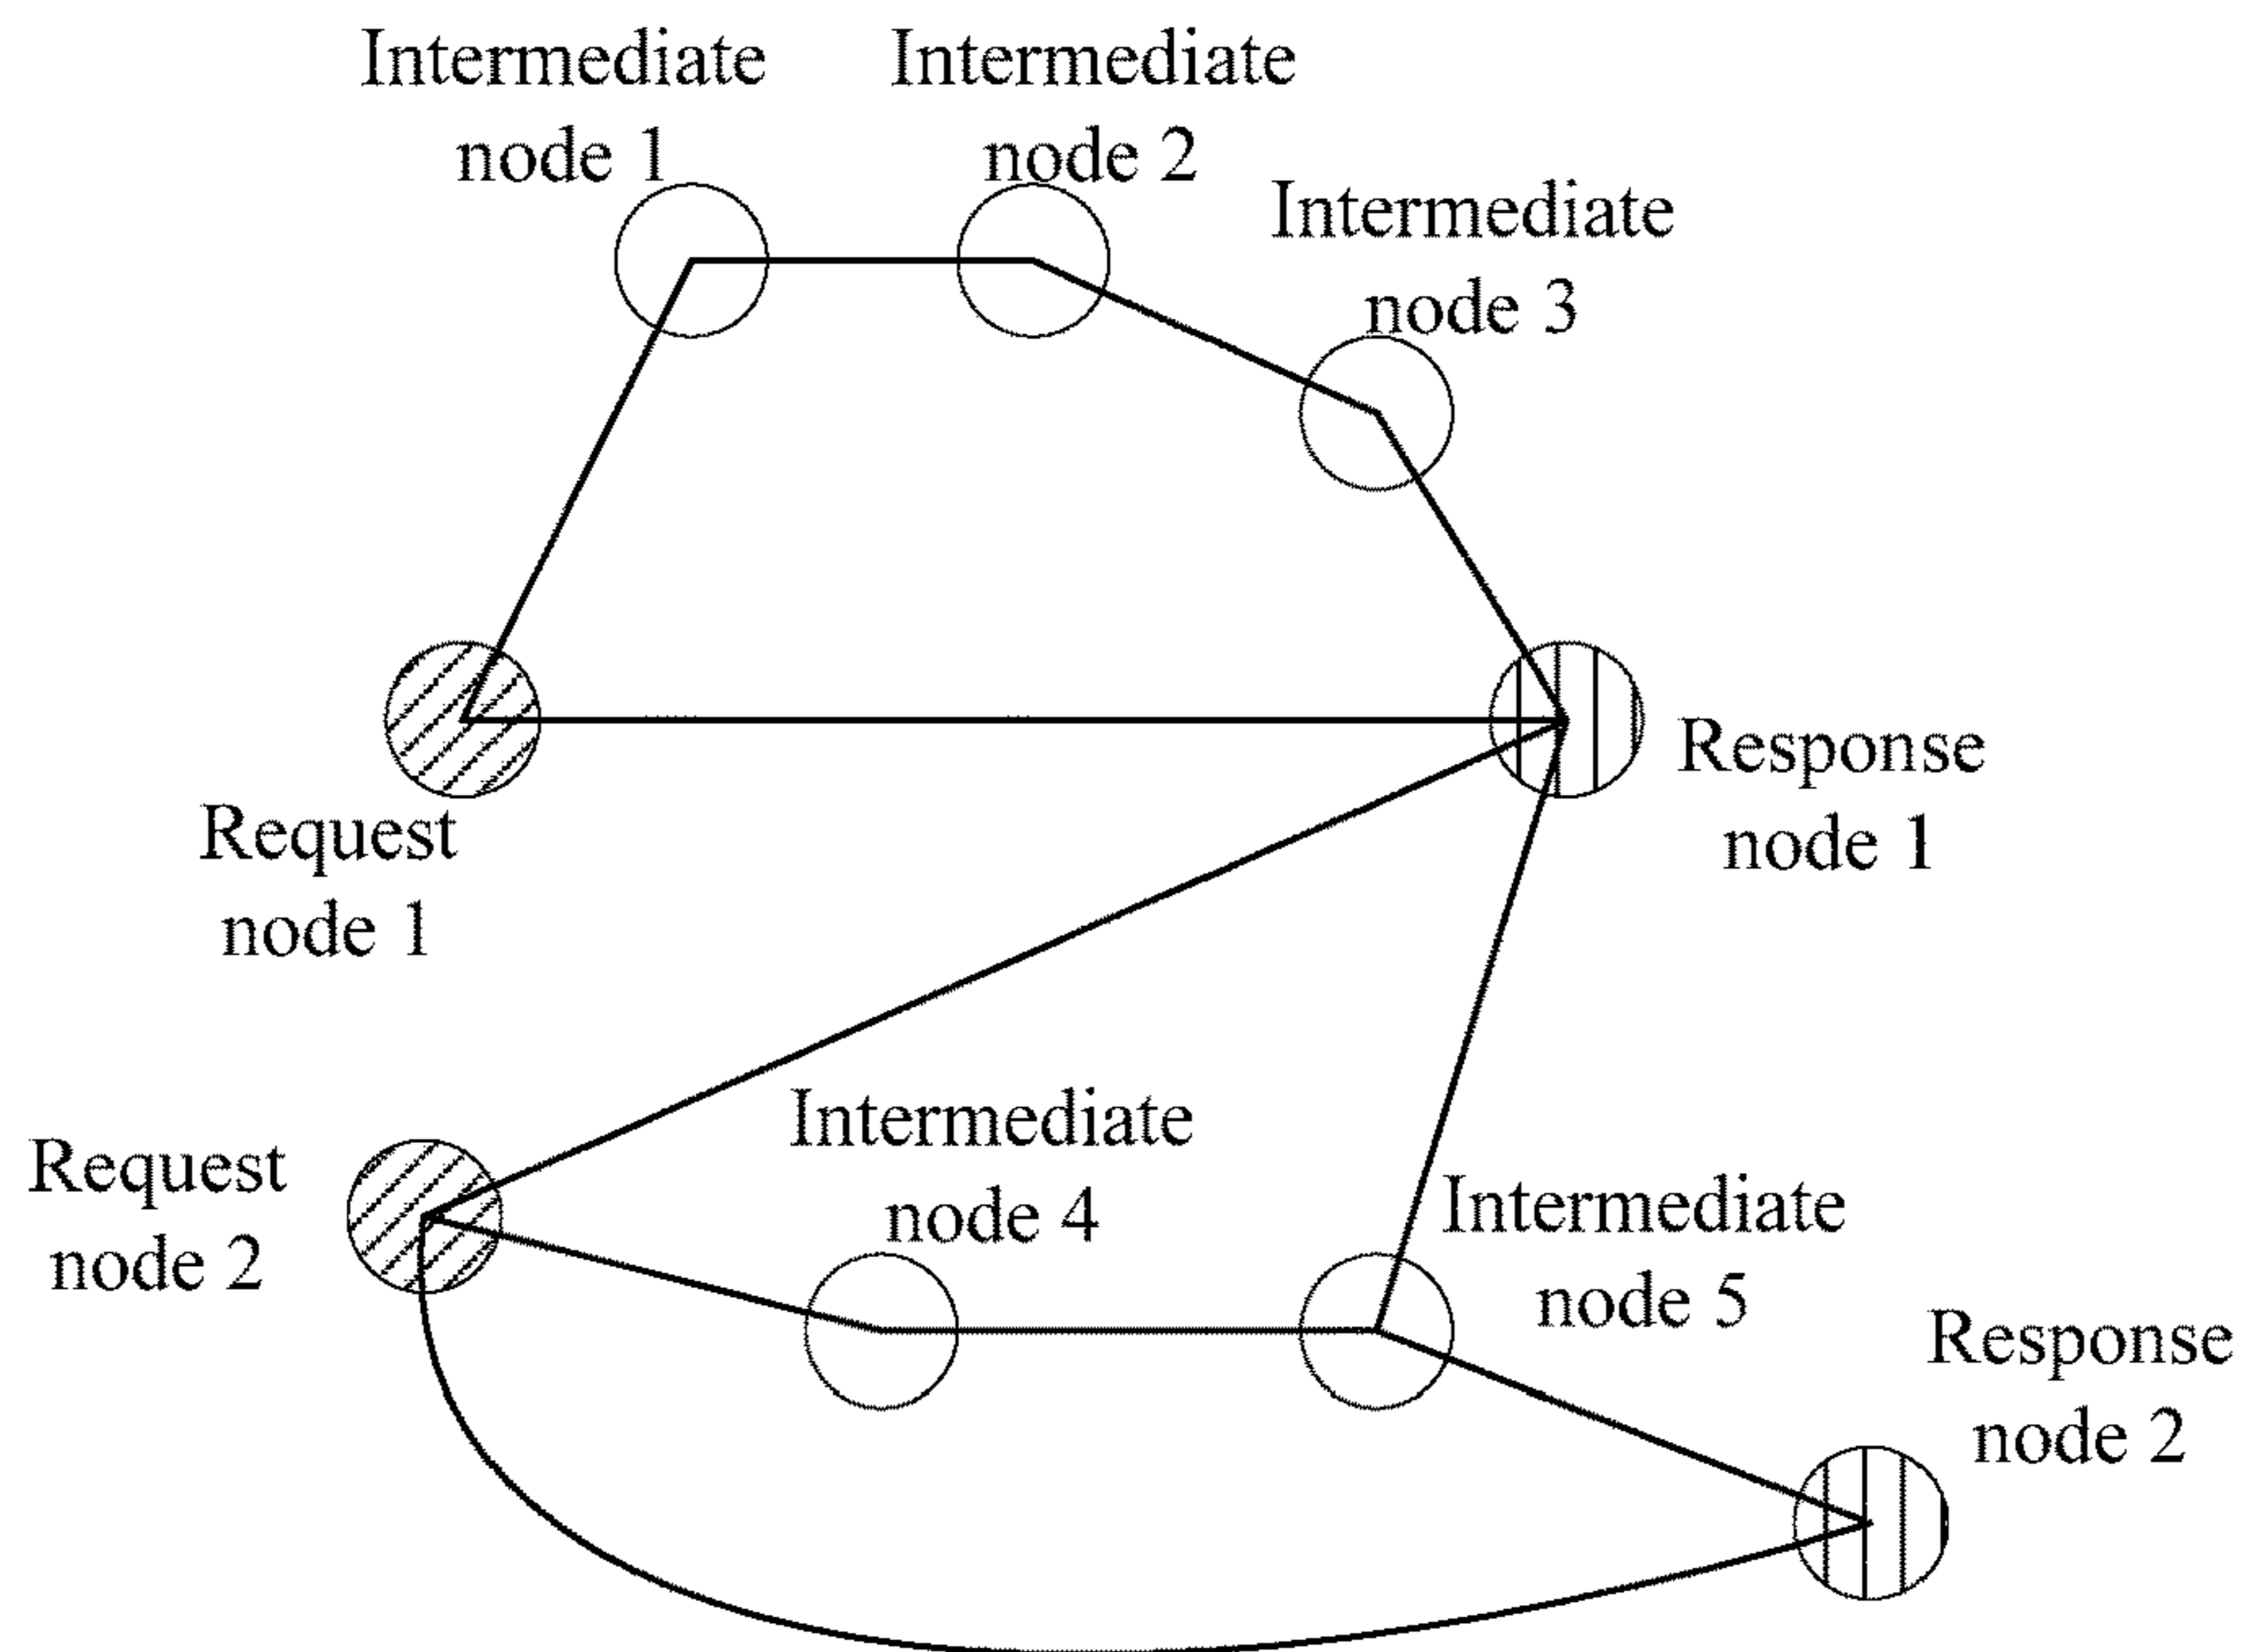 Intermediate
node 1
Intermediate
node 2
Intermediate
node 3
Response
node 1
Request
node 1
Intermediate
node 4
Request
node 2
Intermediate
node 5
Response
node 2